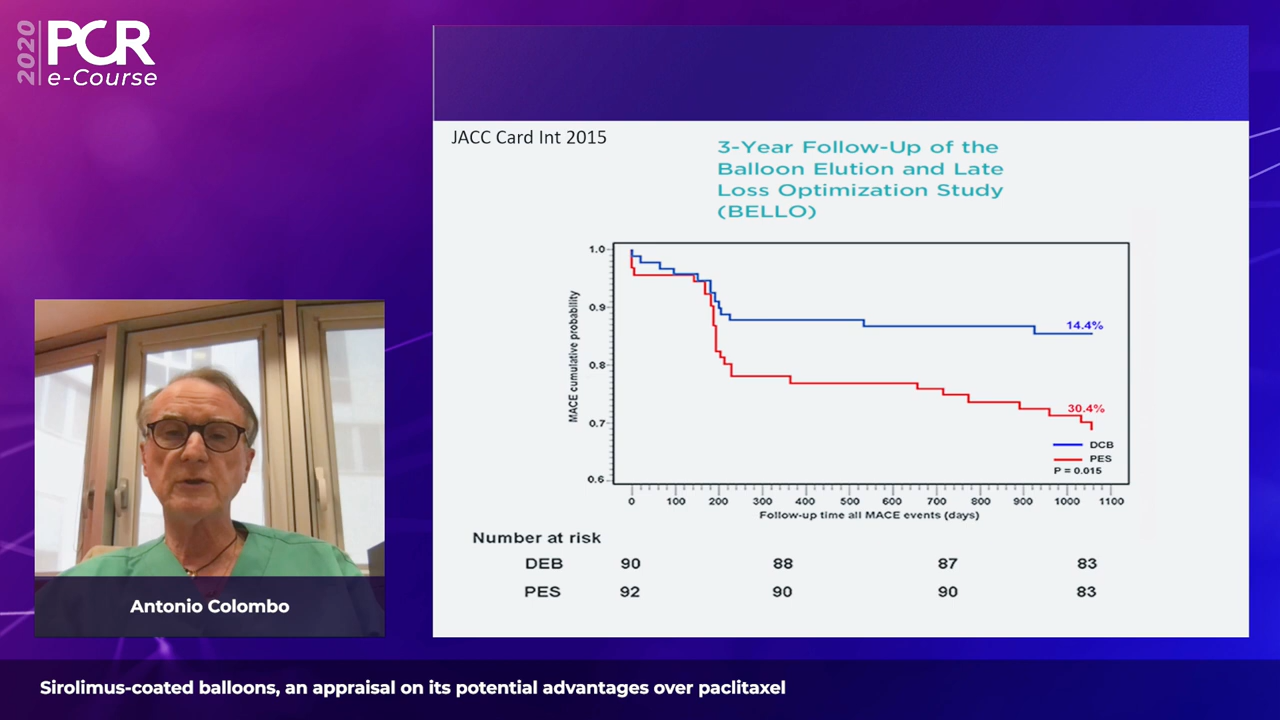 2020
PCR
e-Course
JACC Card Int 2015
3-Year Follow-Up of the
Balloon Elution and Late
Loss Optimization Study
(BELLO)
MACE cumulative probability
1.0
0.9
0.8
0.7
0.6
14.4%
30.4%
DCB
PES
P = 0.015
0 100 200 300 400 500 600 700 800 900 1000 1100
Follow-up time all MACE events (days)
Number at risk
DEB 90 88 87 83
PES 92 90 90 83
Antonio Colombo
Sirolimus-coated balloons, an appraisal on its potential advantages over paclitaxel